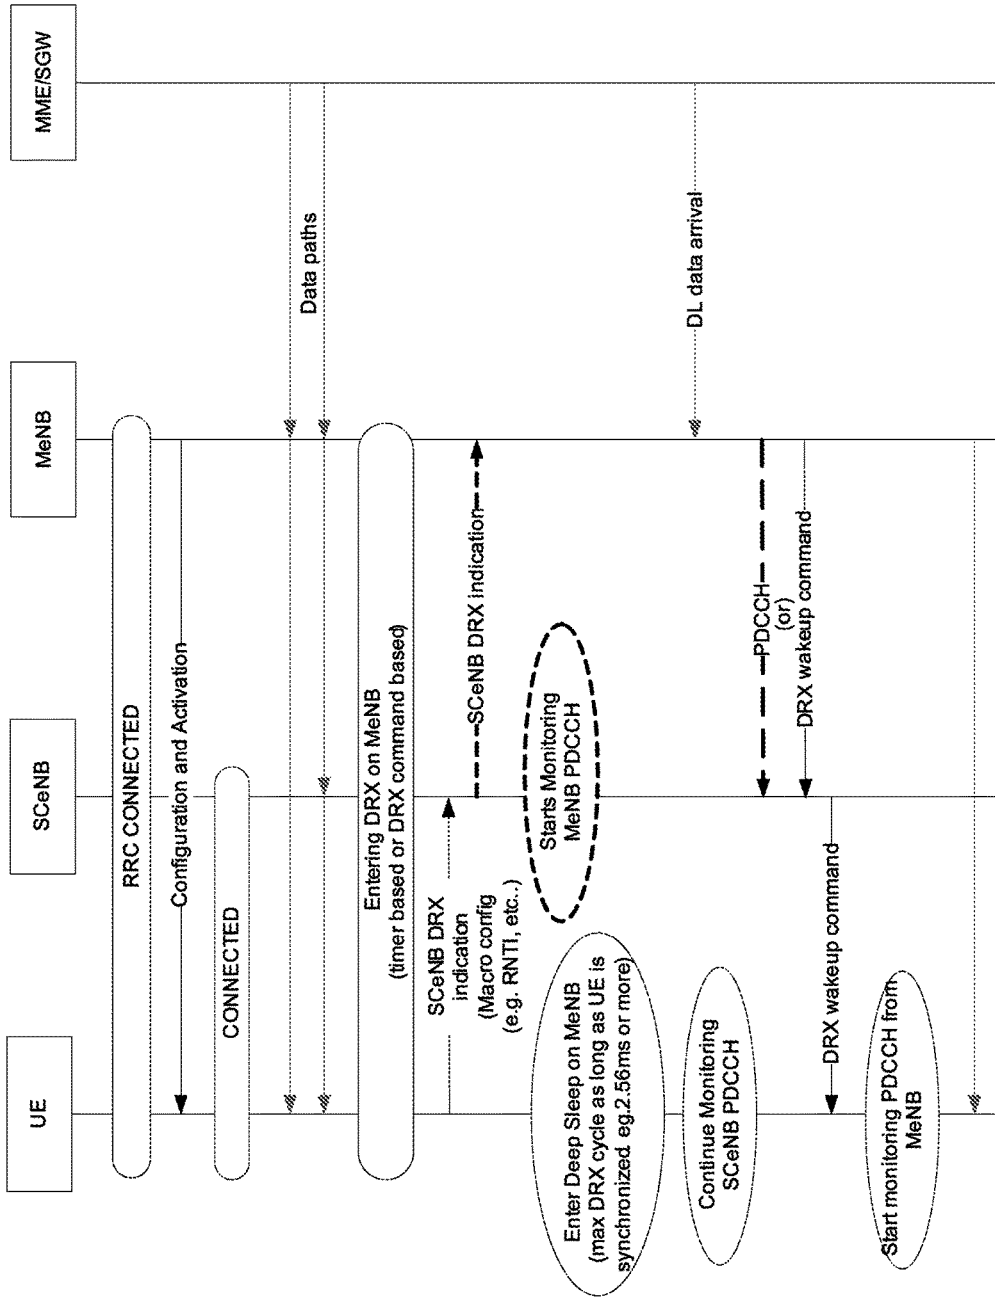 UE
SCeNB
MeNB
MME/SGW
RRC CONNECTED
Configuration and Activation
CONNECTED
Data paths
Entering DRX on MeNB
(timer based or DRX command based)
SCeNB DRX
indication
(Macro config
(e.g. RNTI, etc..)
SCeNB DRX indication
Starts Monitoring
MeNB PDCCH
Enter Deep Sleep on MeNB
(max DRX cycle as long as UE is
synchronized. eg.2.56ms or more)
Continue Monitoring
SCeNB PDCCH
DL data arrival
PDCCH
(or)
DRX wakeup command
DRX wakeup command
Start monitoring PDCCH from
MeNB